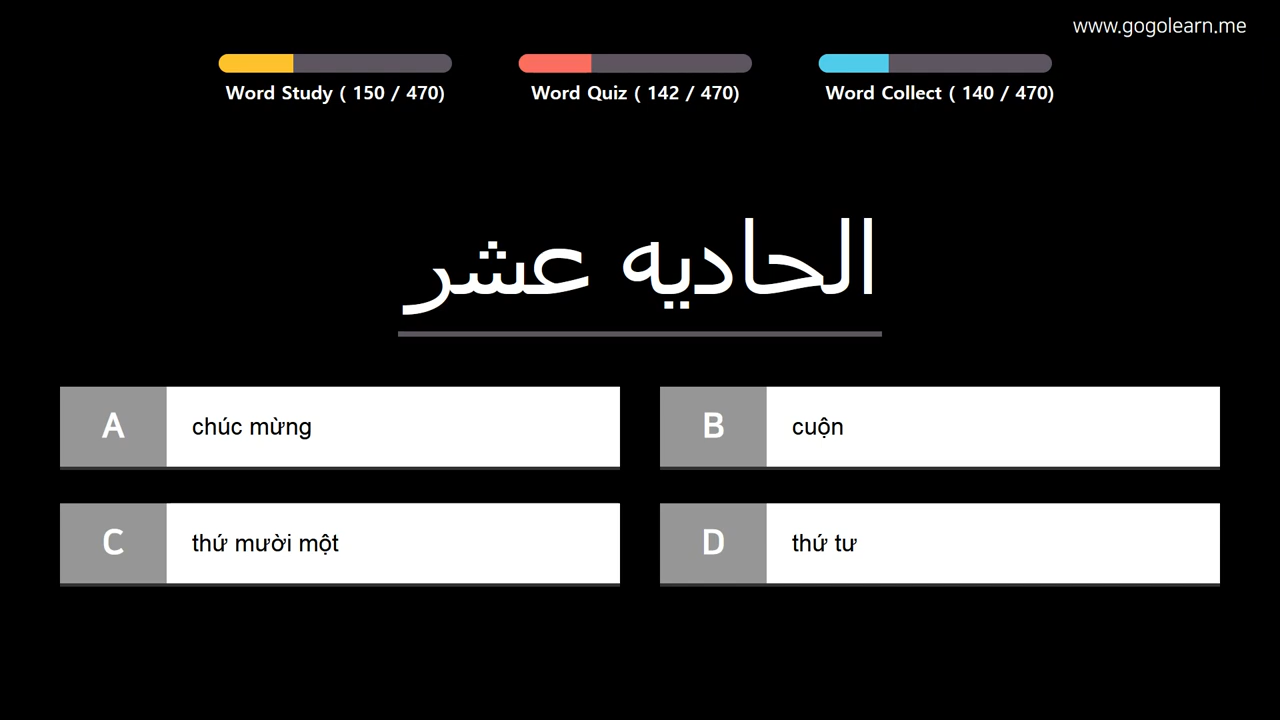 www.gogolearn.me
Word Study ( 150 / 470)
Word Quiz ( 142 / 470)
Word Collect ( 140 / 470)
الحاديه عشر
A chúc mừng
B cuộn
C thứ mười một
D thứ tư